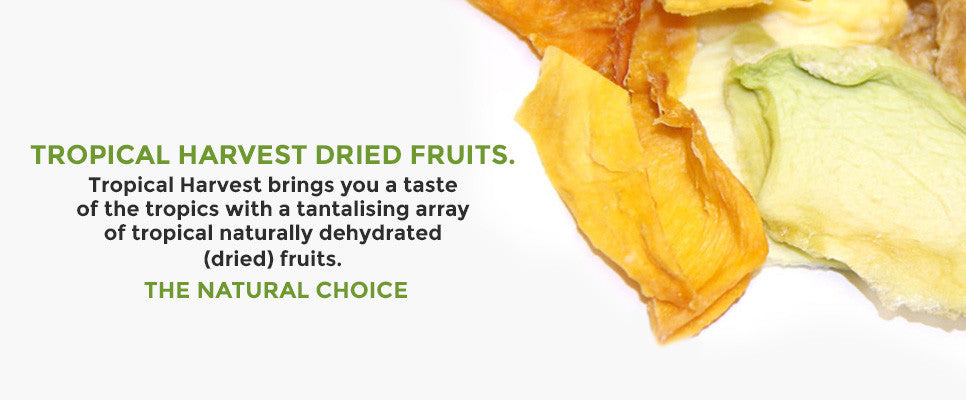 TROPICAL HARVEST DRIED FRUITS.
Tropical Harvest brings you a taste
of the tropics with a tantalising array
of tropical naturally dehydrated
(dried) fruits.
THE NATURAL CHOICE